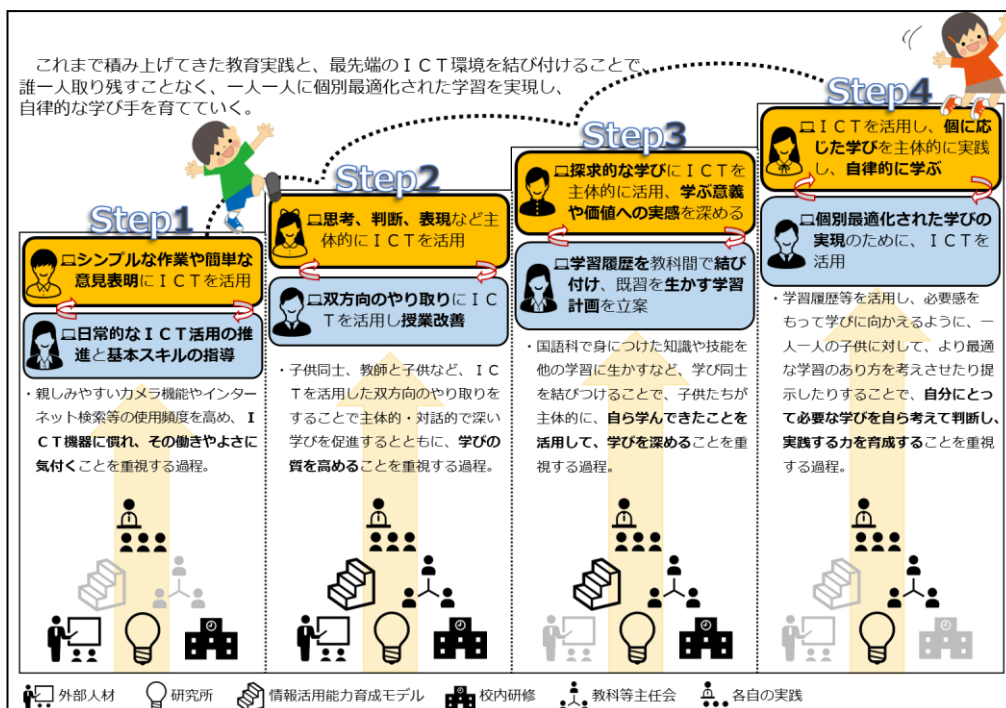 これまで積み上げてきた教育実践と、最先端のＩＣＴ環境を結び付けることで、
誰一人取り残すことなく、一人一人に個別最適化された学習を実現し、
自律的な学び手を育てていく。
Step1
シンプルな作業や簡単な
意見表明にＩＣＴを活用
日常的なＩＣＴ活用の推
進と基本スキルの指導
・親しみやすいカメラ機能やインター
ネット検索等の使用頻度を高め、Ｉ
ＣＴ機器に慣れ、その働きやよさに
気付くことを重視する過程。
Step2
思考、判断、表現など主
体的にＩＣＴを活用
双方向のやり取りにＩＣ
Ｔを活用し授業改善
・子供同士、教師と子供など、ＩＣ
Ｔを活用した双方向のやり取りを
することで主体的・対話的で深い
学びを促進するとともに、学びの
質を高めることを重視する過程。
Step3
探求的な学びにＩＣＴを
主体的に活用、学ぶ意義
や価値への実感を深める
学習履歴を教科間で結び
付け、既習を生かす学習
計画を立案
・国語科で身につけた知識や技能を
他の学習に生かすなど、学び同士
を結びつけることで、子供たちが
主体的に、自ら学んできたことを
活用して、学びを深めることを重
視する過程。
Step4
ＩＣＴを活用し、個に応
じた学びを主体的に実践
し、自律的に学ぶ
個別最適化された学びの
実現のために、ＩＣＴを
活用
・学習履歴等を活用し、必要感を
もって学びに向かえるように、一
人一人の子供に対して、より最適
な学習のあり方を考えさせたり提
示したりすることで、自分にとっ
て必要な学びを自ら考えて判断し、
実践する力を育成することを重視
する過程。
外部人材
研究所
情報活用能力育成モデル
校内研修
教科等主任会
各自の実践